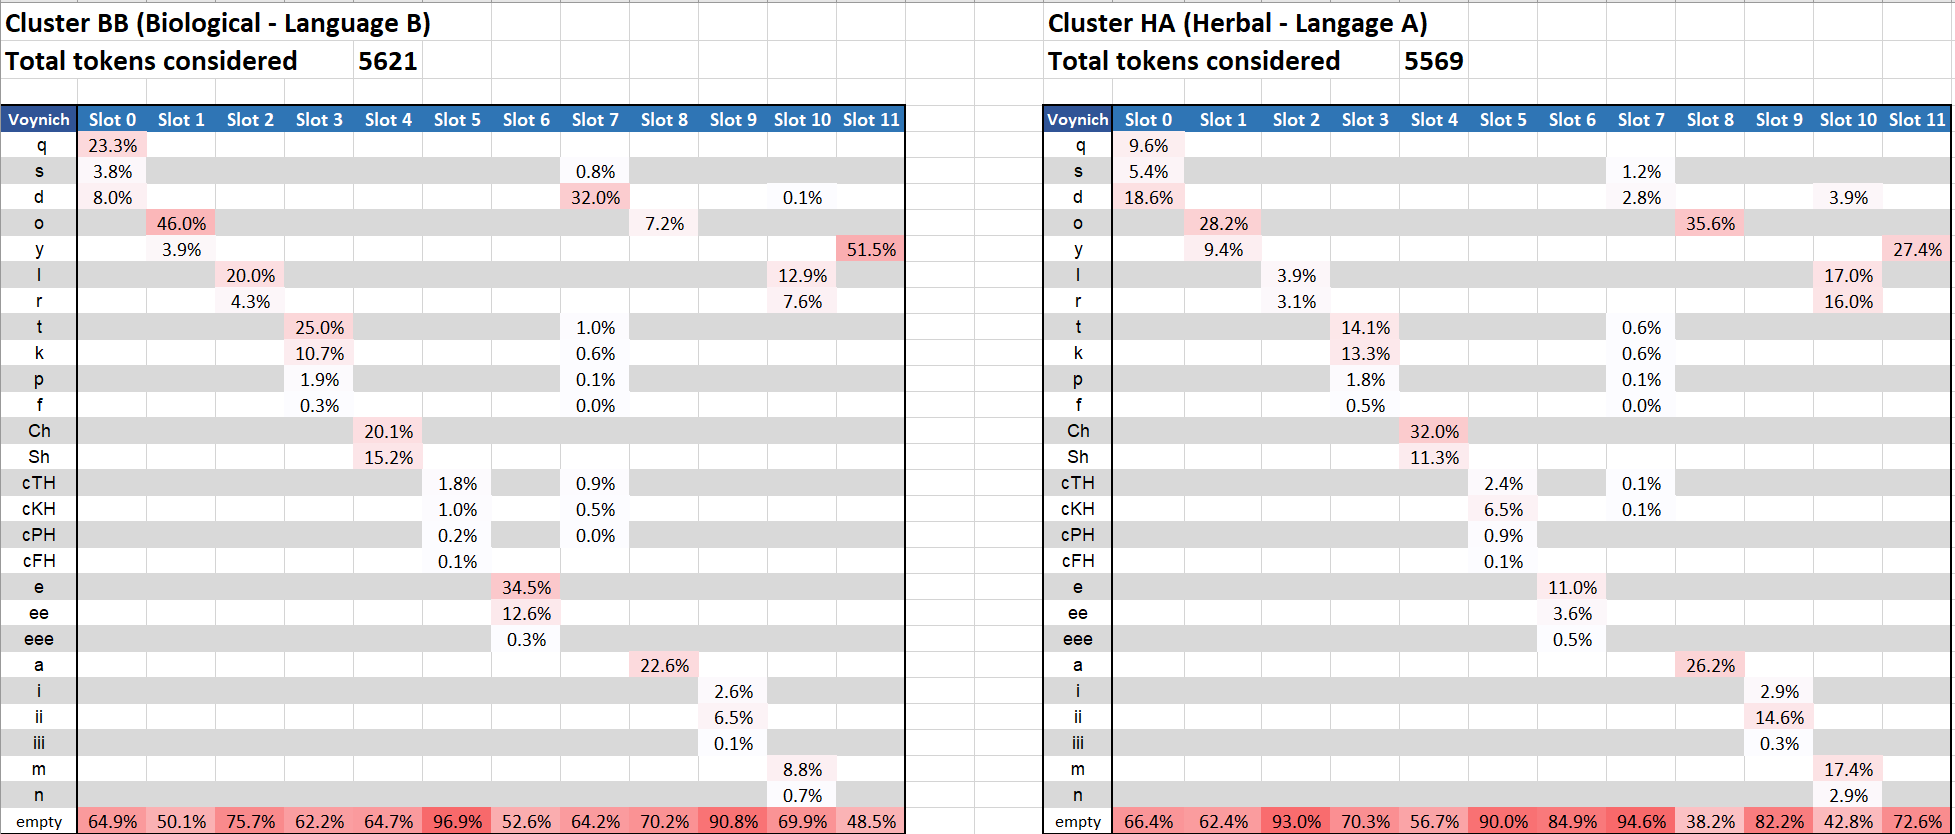 Cluster BB (Biological - Language B)
Total tokens considered 5621
Voynich Slot 0 Slot 1 Slot 2 Slot 3 Slot 4 Slot 5 Slot 6 Slot 7 Slot 8 Slot 9 Slot 10 Slot 11
q 23.3%
s 3.8% 0.8%
d 8.0% 32.0% 0.1%
o 46.0% 7.2%
y 3.9% 51.5%
l 20.0% 12.9%
r 4.3% 7.6%
t 25.0% 1.0%
k 10.7% 0.6%
p 1.9% 0.1%
f 0.3% 0.0%
Ch 20.1%
Sh 15.2%
cTH 1.8% 0.9%
cKH 1.0% 0.5%
cPH 0.2% 0.0%
cFH 0.1%
e 34.5%
ee 12.6%
eee 0.3%
a 22.6%
i 2.6%
ii 6.5%
iii 0.1%
m 8.8%
n 0.7%
empty 64.9% 50.1% 75.7% 62.2% 64.7% 96.9% 52.6% 64.2% 70.2% 90.8% 69.9% 48.5%
Cluster HA (Herbal - Langage A)
Total tokens considered 5569
Voynich Slot 0 Slot 1 Slot 2 Slot 3 Slot 4 Slot 5 Slot 6 Slot 7 Slot 8 Slot 9 Slot 10 Slot 11
q 9.6%
s 5.4% 1.2%
d 18.6% 2.8% 3.9%
o 28.2% 35.6%
y 9.4% 27.4%
l 3.9% 17.0%
r 3.1% 16.0%
t 14.1% 0.6%
k 13.3% 0.6%
p 1.8% 0.1%
f 0.5% 0.0%
Ch 32.0%
Sh 11.3%
cTH 2.4% 0.1%
cKH 6.5% 0.1%
cPH 0.9%
cFH 0.1%
e 11.0%
ee 3.6%
eee 0.5%
a 26.2%
i 2.9%
ii 14.6%
iii 0.3%
m 17.4%
n 2.9%
empty 66.4% 62.4% 93.0% 70.3% 56.7% 90.0% 84.9% 94.6% 38.2% 82.2% 42.8% 72.6%